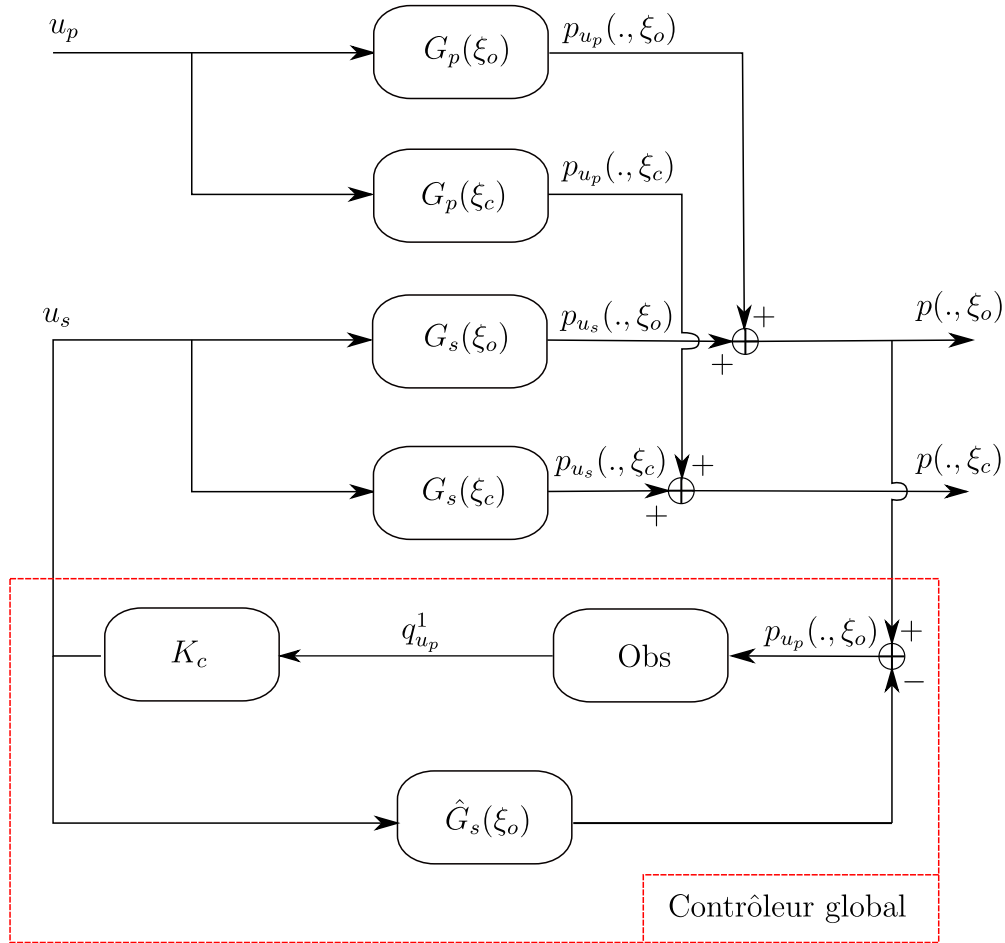 u_p
G_p(ξ_o)
p_{u_p}(., ξ_o)
G_p(ξ_c)
p_{u_p}(., ξ_c)
u_s
G_s(ξ_o)
p_{u_s}(., ξ_o)
+
+
p(., ξ_o)
G_s(ξ_c)
p_{u_s}(., ξ_c)
+
+
p(., ξ_c)
K_c
q^1_{u_p}
Obs
p_{u_p}(., ξ_o)
+
−
Ĝ_s(ξ_o)
Contrôleur global